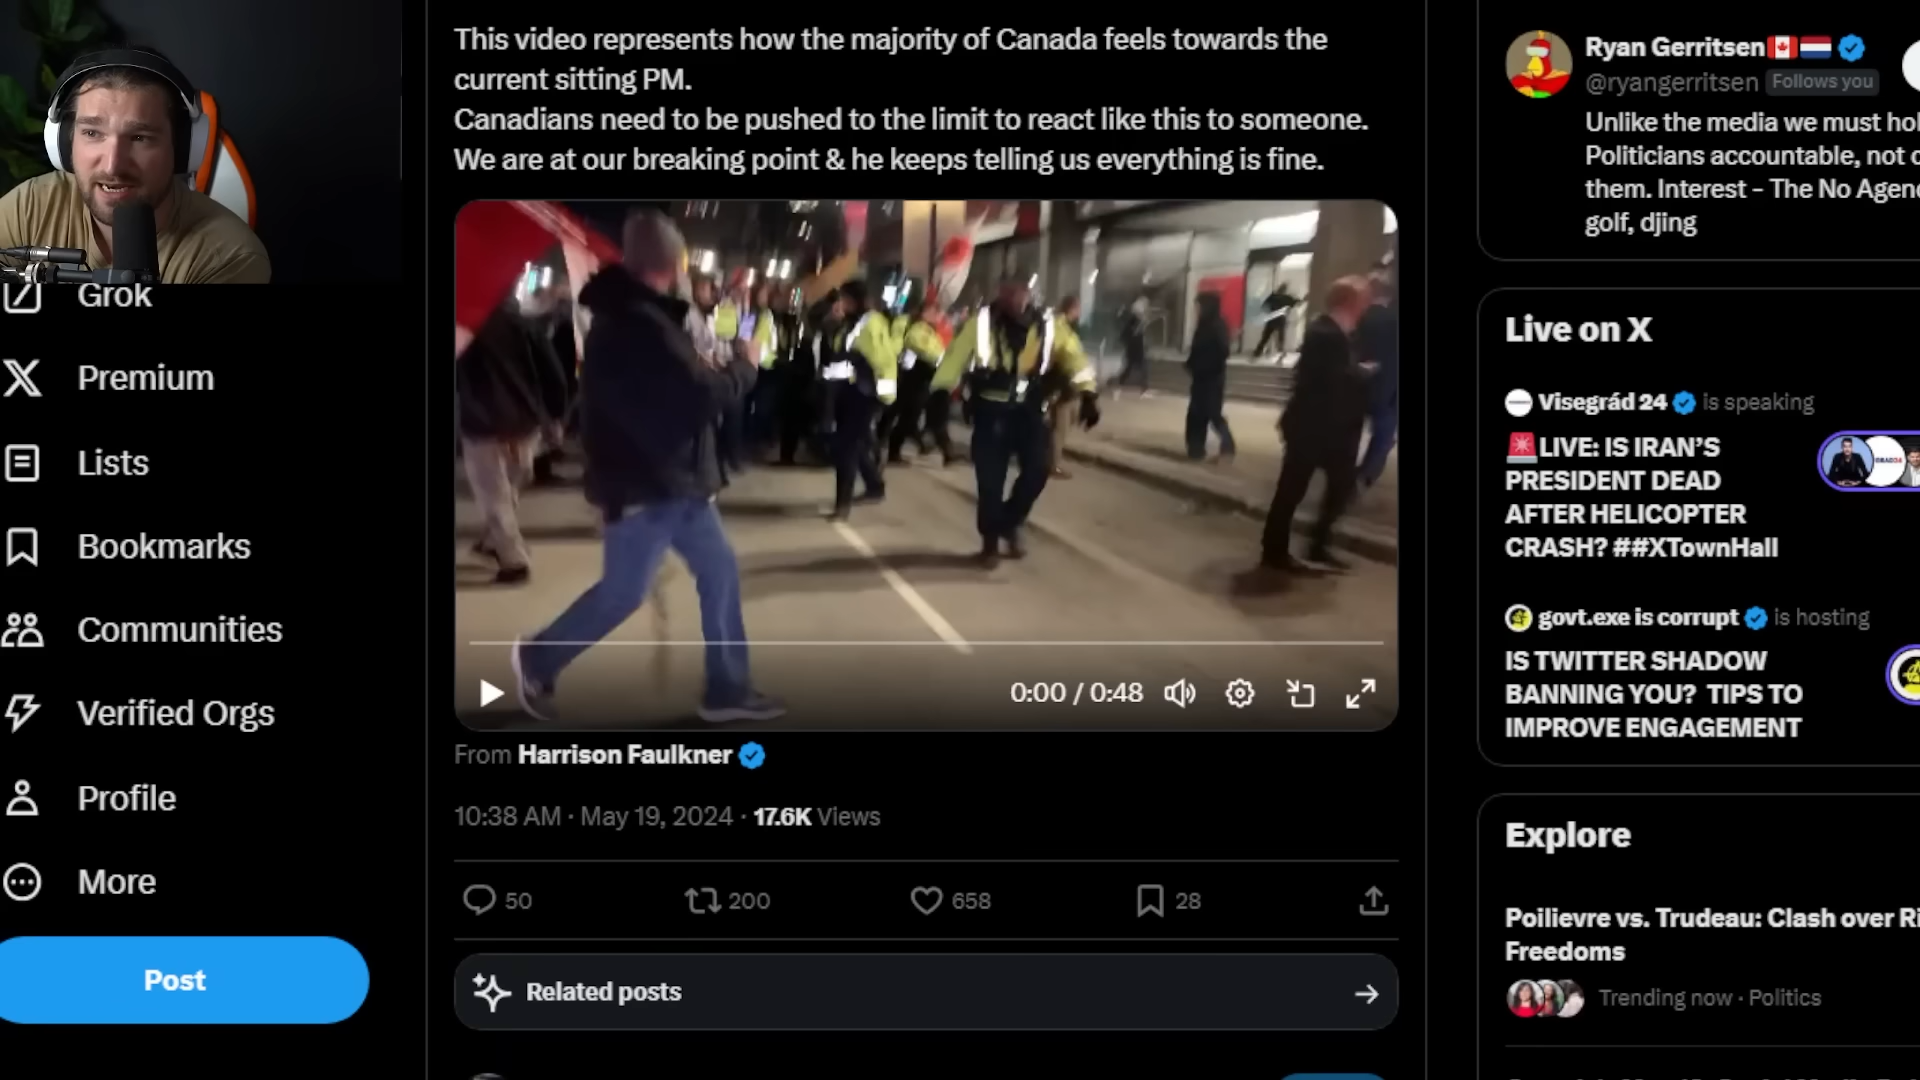 This video represents how the majority of Canada feels towards the
current sitting PM.
Canadians need to be pushed to the limit to react like this to someone.
We are at our breaking point & he keeps telling us everything is fine.
0:00 / 0:48
From Harrison Faulkner
10:38 AM · May 19, 2024 · 17.6K Views
50
200
658
28
Related posts
Grok
Premium
Lists
Bookmarks
Communities
Verified Orgs
Profile
More
Post
Ryan Gerritsen
@ryangerritsen Follows you
Unlike the media we must hol
Politicians accountable, not c
them. Interest - The No Agen
golf, djing
Live on X
Visegrád 24 is speaking
LIVE: IS IRAN'S
PRESIDENT DEAD
AFTER HELICOPTER
CRASH? ##XTownHall
govt.exe is corrupt is hosting
IS TWITTER SHADOW
BANNING YOU? TIPS TO
IMPROVE ENGAGEMENT
Explore
Poilievre vs. Trudeau: Clash over Ri
Freedoms
Trending now · Politics